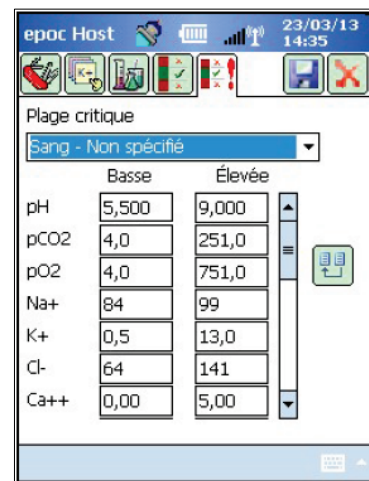 epoc Host 23/03/13
14:35
K+
Plage critique
Sang - Non spécifié
Basse Élevée
pH 5,500 9,000
pCO2 4,0 251,0
pO2 4,0 751,0
Na+ 84 99
K+ 0,5 13,0
Cl- 64 141
Ca++ 0,00 5,00